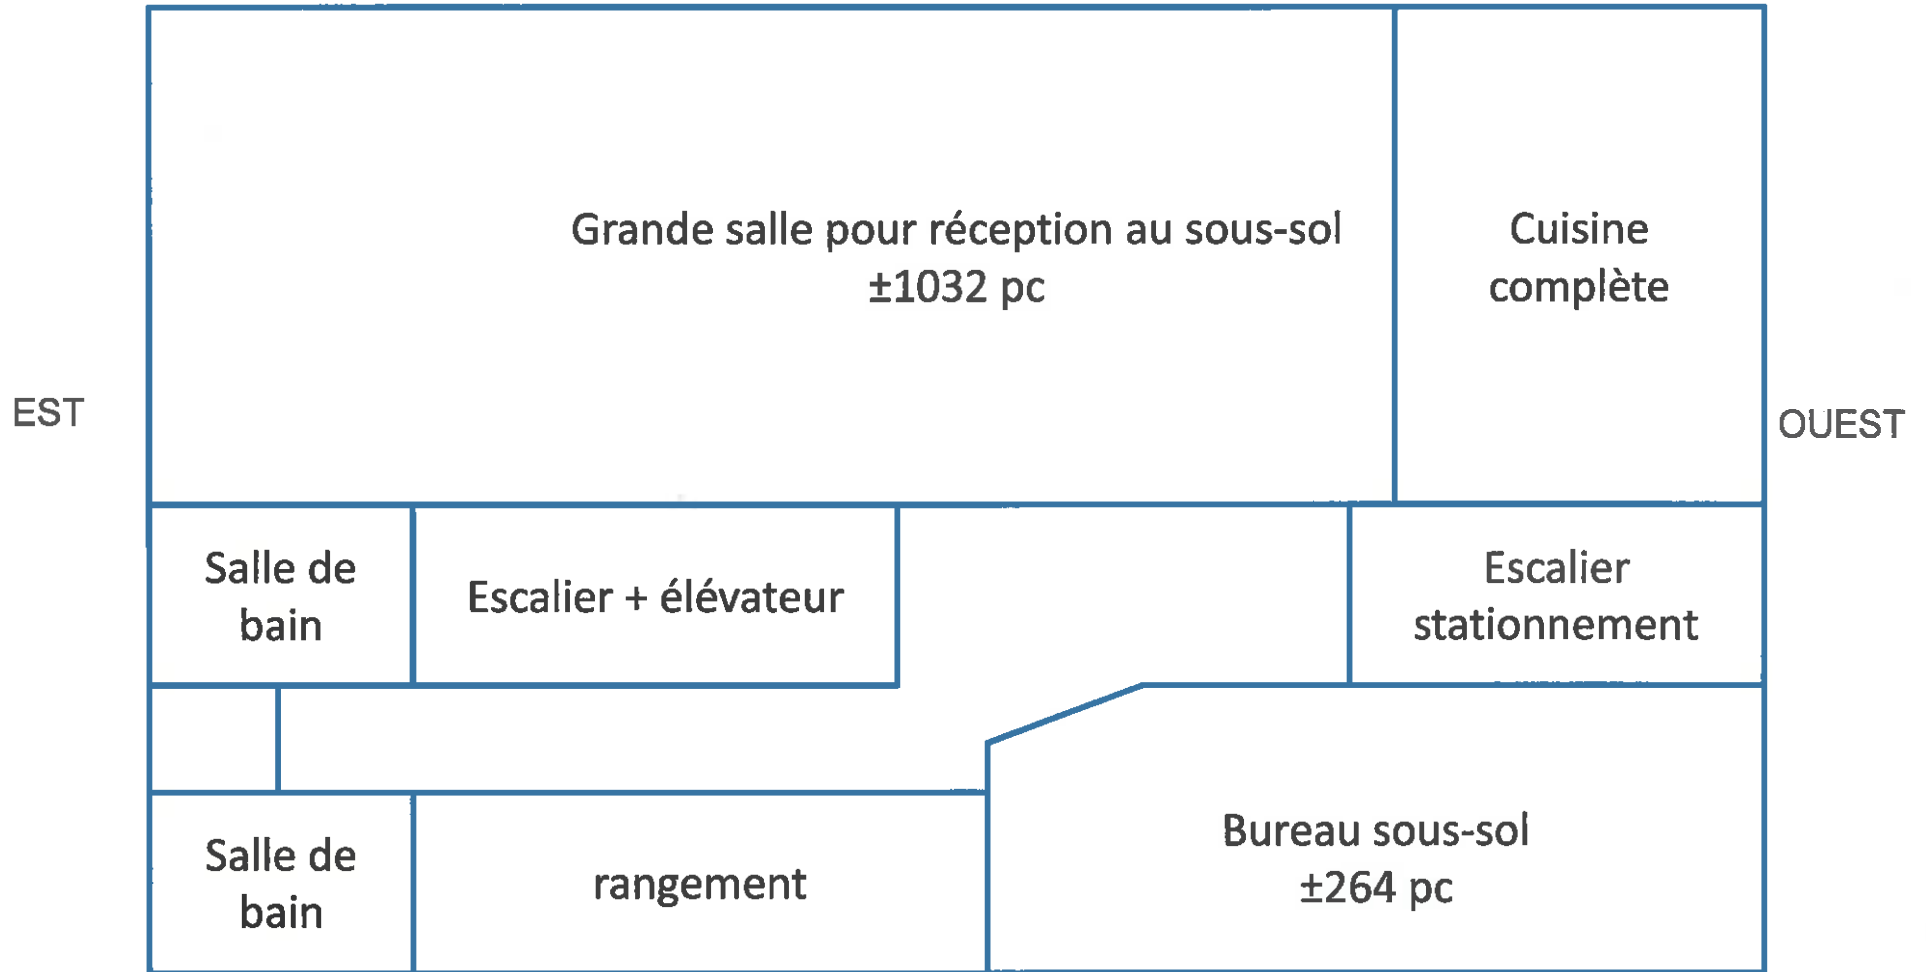 Grande salle pour réception au sous-sol
±1032 pc
Cuisine
complète
EST
OUEST
Salle de
bain
Escalier + élévateur
Escalier
stationnement
Salle de
bain
rangement
Bureau sous-sol
±264 pc